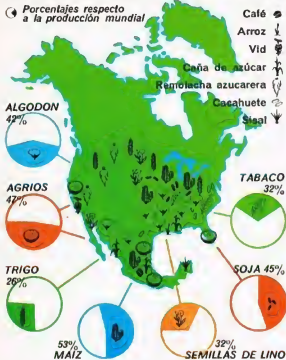 Porcentajes respecto
a la producción mundial
Café
Arroz
Vid
Caña de azúcar
Remolacha azucarera
Cacahuete
Sisal
ALGODON
42%
AGRIOS
47%
TRIGO
26%
TABACO
32%
SOJA 45%
53%
MAIZ
32%
SEMILLAS DE LINO